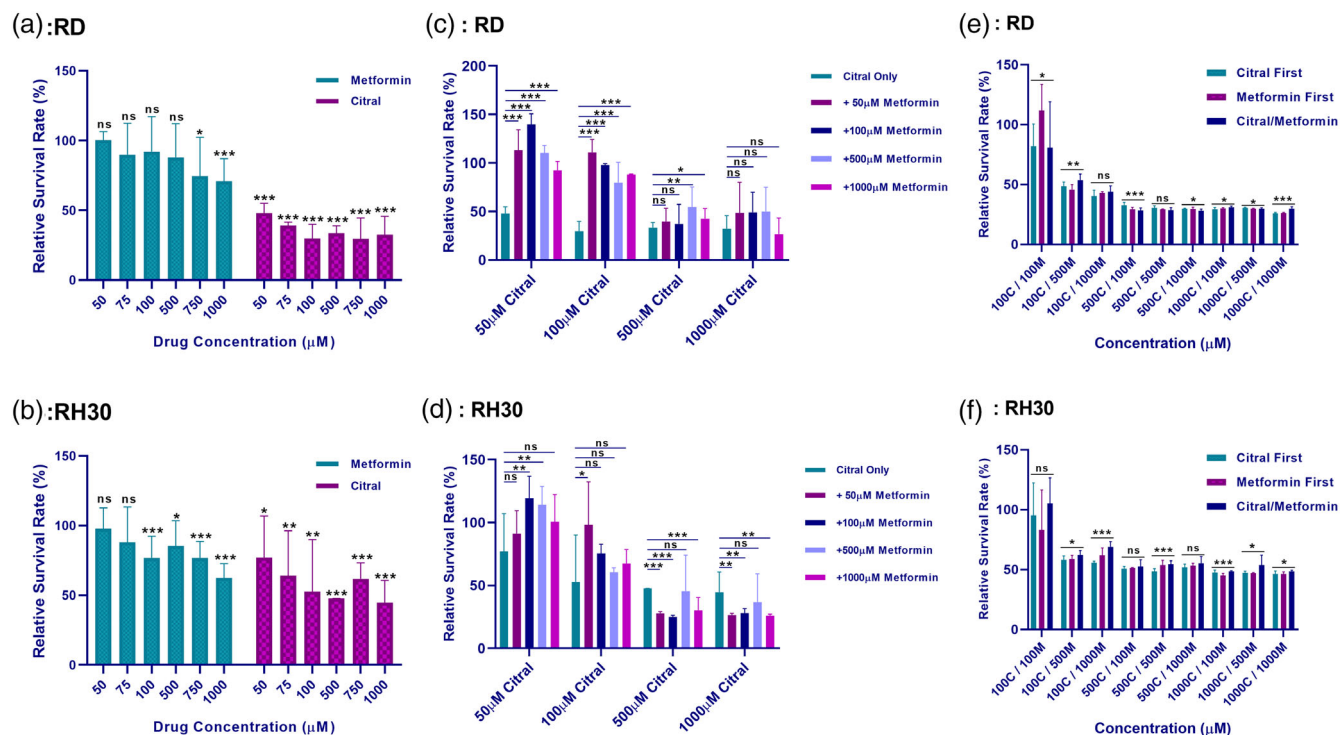 (a) :RD
Relative Survival Rate (%)
150
100
50
0
Metformin
Citral
ns ns ns ns * *** *** *** *** *** *** ***
50 75 100 500 750 1000 50 75 100 500 750 1000
Drug Concentration (μM)
(c) : RD
Relative Survival Rate (%)
200
150
100
50
0
***
***
***
***
***
***
***
***
*
**
ns
ns
ns
ns
ns
ns
Citral Only
+ 50μM Metformin
+100μM Metformin
+500μM Metformin
+1000μM Metformin
50μM Citral
100μM Citral
500μM Citral
1000μM Citral
(e) : RD
Relative Survival Rate (%)
150
100
50
0
Citral First
Metformin First
Citral/Metformin
* ** ns *** ns * * * ***
100C / 100M
100C / 500M
100C / 1000M
500C / 100M
500C / 500M
500C / 1000M
1000C / 100M
1000C / 500M
1000C / 1000M
Concentration (μM)
(b) :RH30
Relative Survival Rate (%)
150
100
50
0
Metformin
Citral
ns ns *** * *** *** * ** ** *** *** ***
50 75 100 500 750 1000 50 75 100 500 750 1000
Drug Concentration (μM)
(d) : RH30
Relative Survival Rate (%)
150
100
50
0
ns
**
**
ns
ns
ns
ns
*
***
ns
***
***
**
ns
**
**
Citral Only
+ 50μM Metformin
+100μM Metformin
+500μM Metformin
+1000μM Metformin
50μM Citral
100μM Citral
500μM Citral
1000μM Citral
(f) : RH30
Relative Survival Rate (%)
150
100
50
0
Citral First
Metformin First
Citral/Metformin
ns * *** ns *** ns *** * *
100C / 100M
100C / 500M
100C / 1000M
500C / 100M
500C / 500M
500C / 1000M
1000C / 100M
1000C / 500M
1000C / 1000M
Concentration (μM)